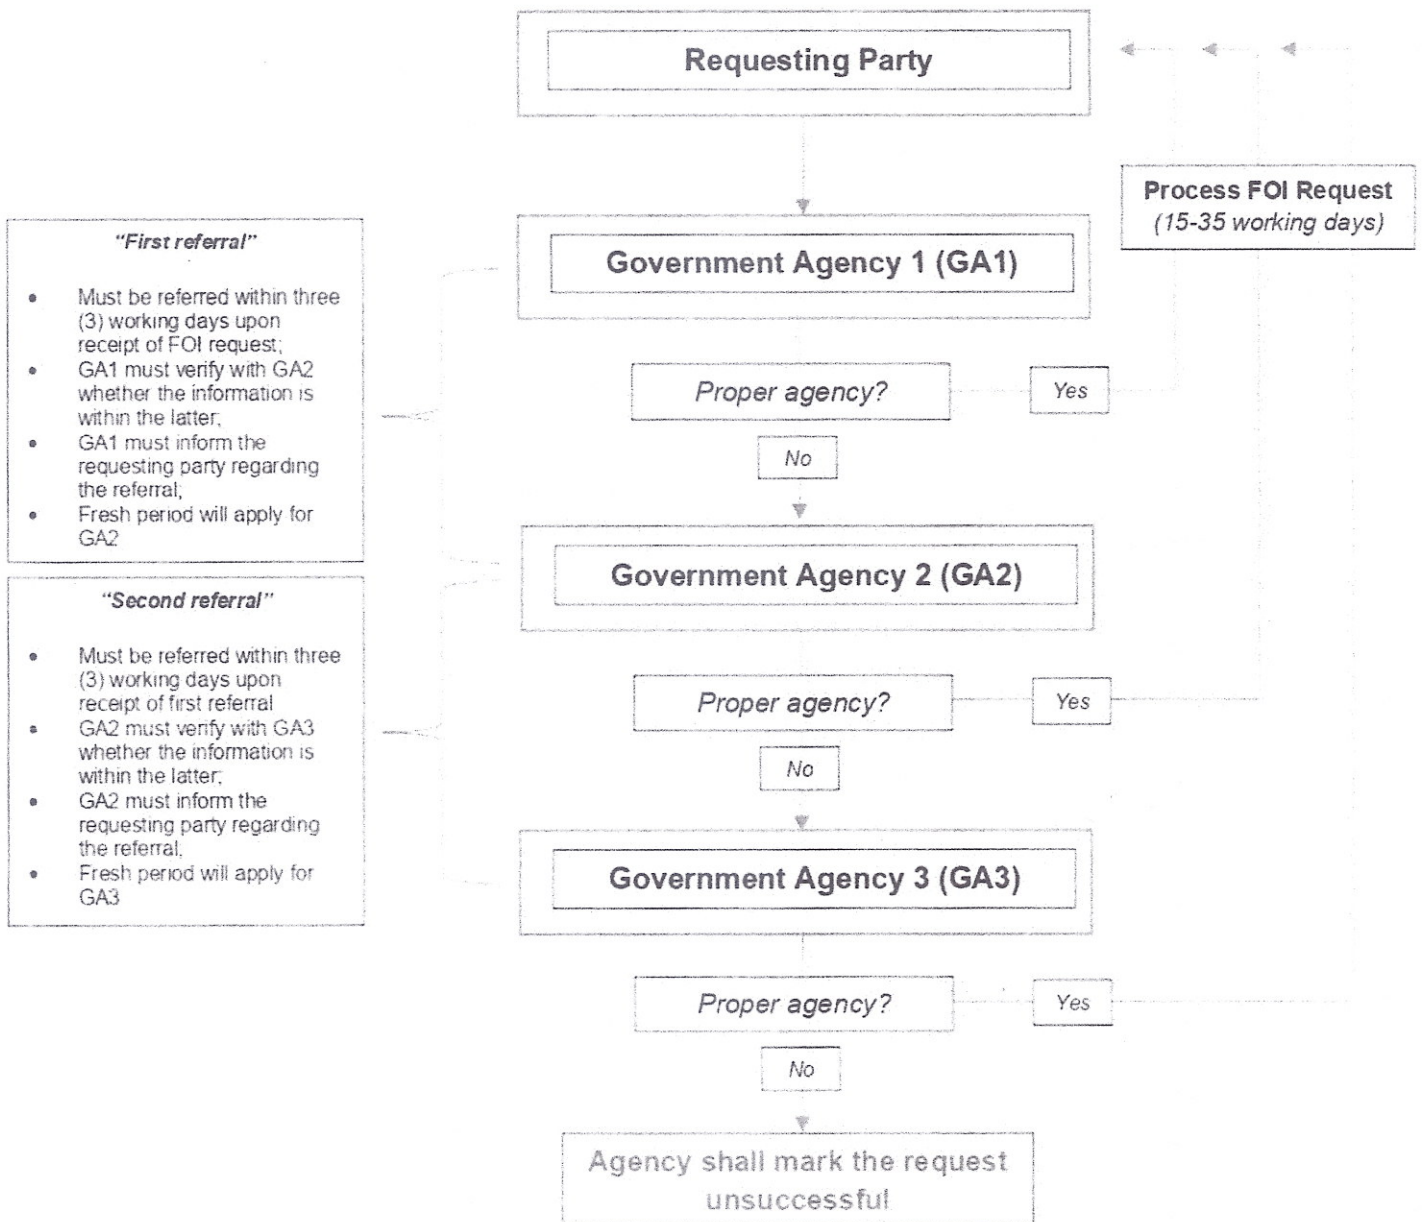 Requesting Party
Process FOI Request
(15-35 working days)
"First referral"
• Must be referred within three
(3) working days upon
receipt of FOI request;
• GA1 must verify with GA2
whether the information is
within the latter;
• GA1 must inform the
requesting party regarding
the referral;
• Fresh period will apply for
GA2
Government Agency 1 (GA1)
Proper agency?
Yes
No
Government Agency 2 (GA2)
"Second referral"
• Must be referred within three
(3) working days upon
receipt of first referral
• GA2 must verify with GA3
whether the information is
within the latter;
• GA2 must inform the
requesting party regarding
the referral.
• Fresh period will apply for
GA3
Proper agency?
Yes
No
Government Agency 3 (GA3)
Proper agency?
Yes
No
Agency shall mark the request
unsuccessful